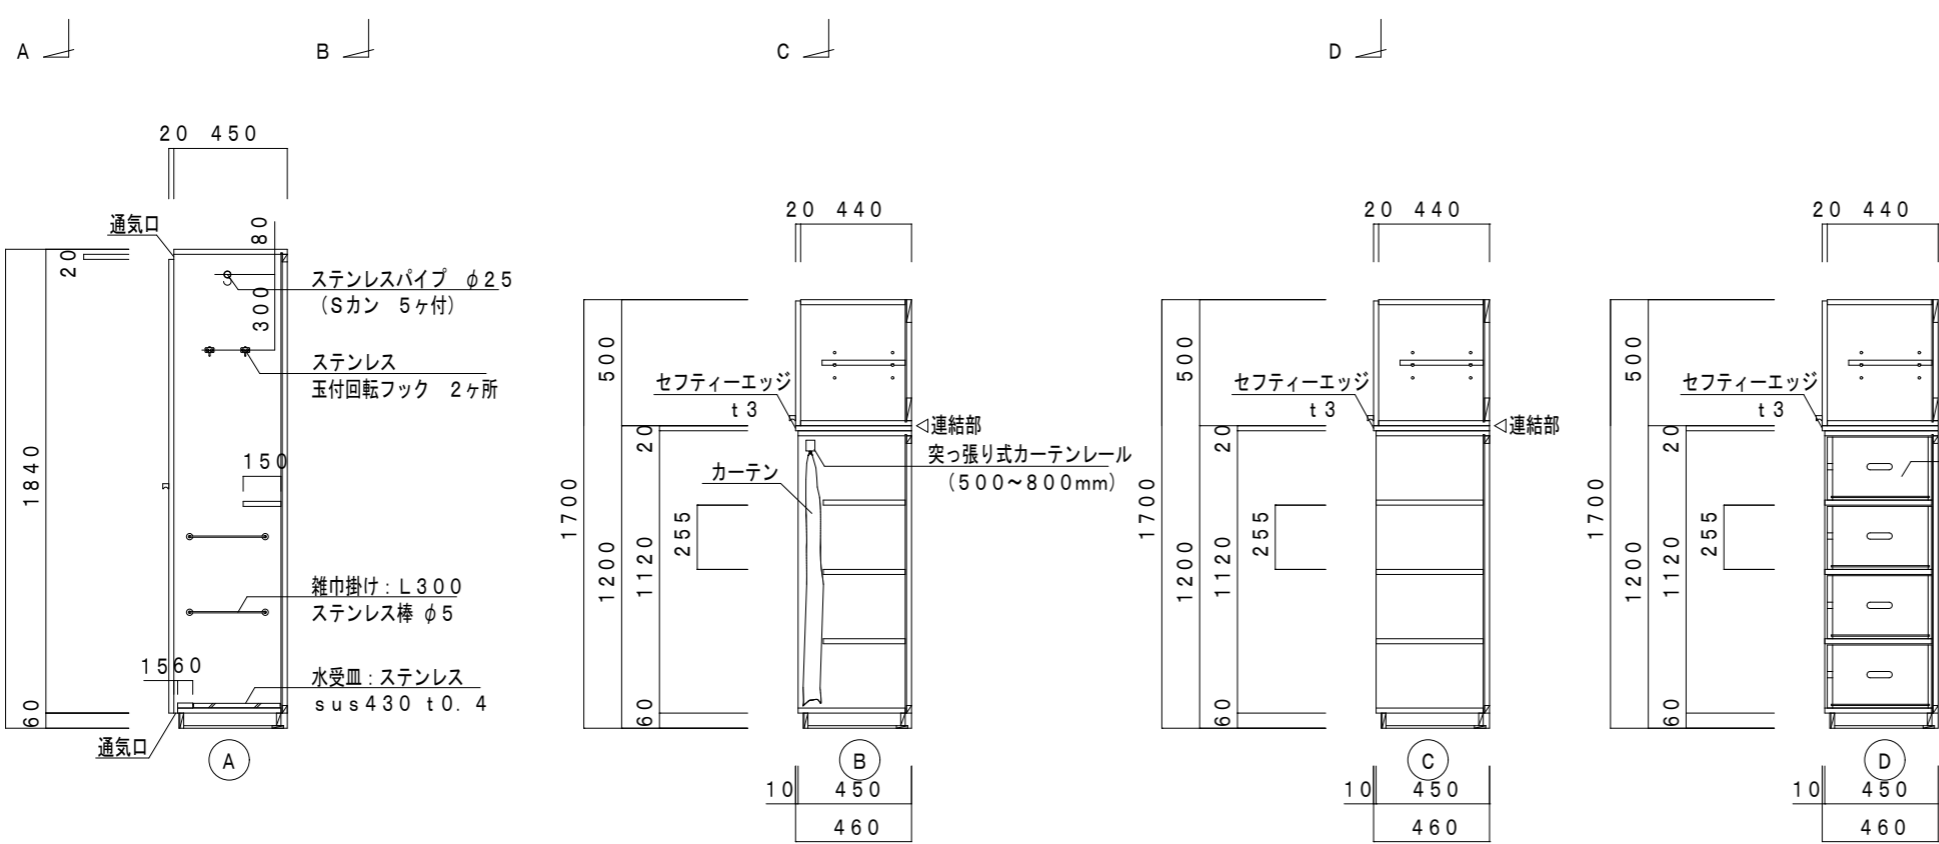 A
B
C
D
20 450
通気口
80
20
ステンレスパイプ φ25
(Sカン 5ヶ付)
300
ステンレス
玉付回転フック 2ヶ所
150
1840
雑巾掛け:L300
ステンレス棒 φ5
1560
水受皿:ステンレス
sus430 t0.4
60
通気口
A
20 440
500
セフティーエッジ
t3
◁連結部
20
突っ張り式カーテンレール
(500~800mm)
カーテン
1700
255
1200
1120
60
B
10 450
460
20 440
500
セフティーエッジ
t3
◁連結部
20
1700
255
1200
1120
60
C
10 450
460
20 440
500
セフティーエッジ
t3
20
1700
255
1200
1120
60
D
10 450
460